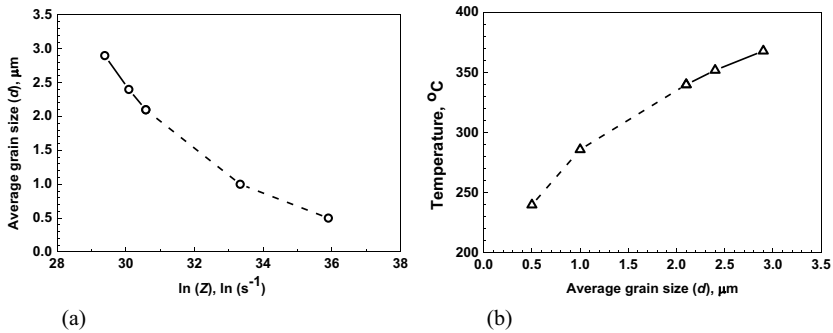 3.5
3.0
2.5
2.0
1.5
1.0
0.5
0.0
Average grain size (d), μm
28 30 32 34 36 38
ln (Z), ln (s⁻¹)
(a)
400
350
300
250
200
Temperature, °C
0.0 0.5 1.0 1.5 2.0 2.5 3.0 3.5
Average grain size (d), μm
(b)